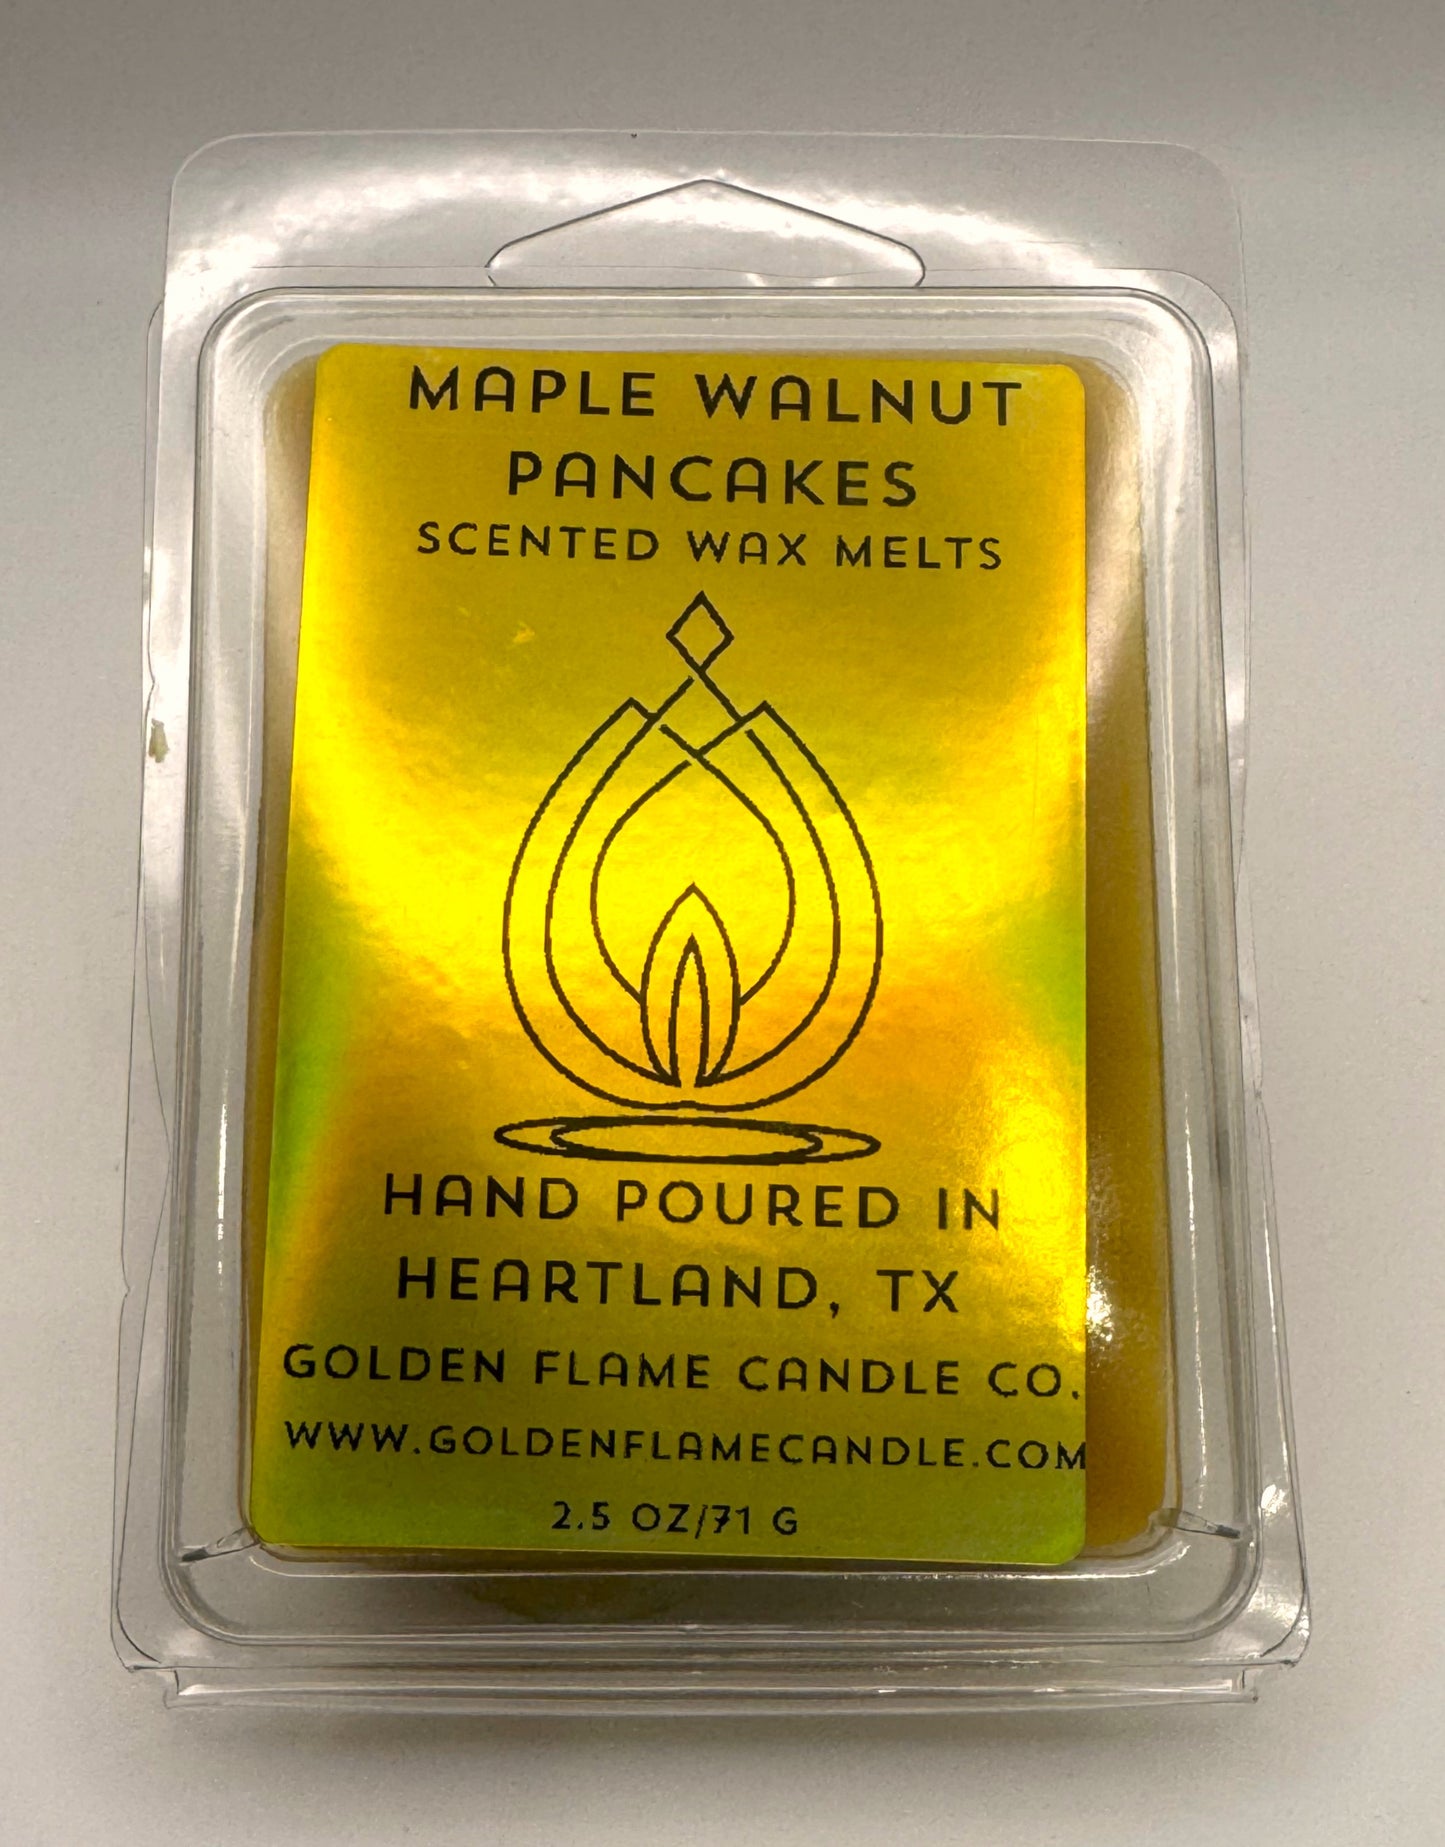 MAPLE WALNUT
PANCAKES
SCENTED WAX MELTS
HAND POURED IN
HEARTLAND, TX
GOLDEN FLAME CANDLE CO.
WWW.GOLDENFLAMECANDLE.COM
2.5 OZ/71 G